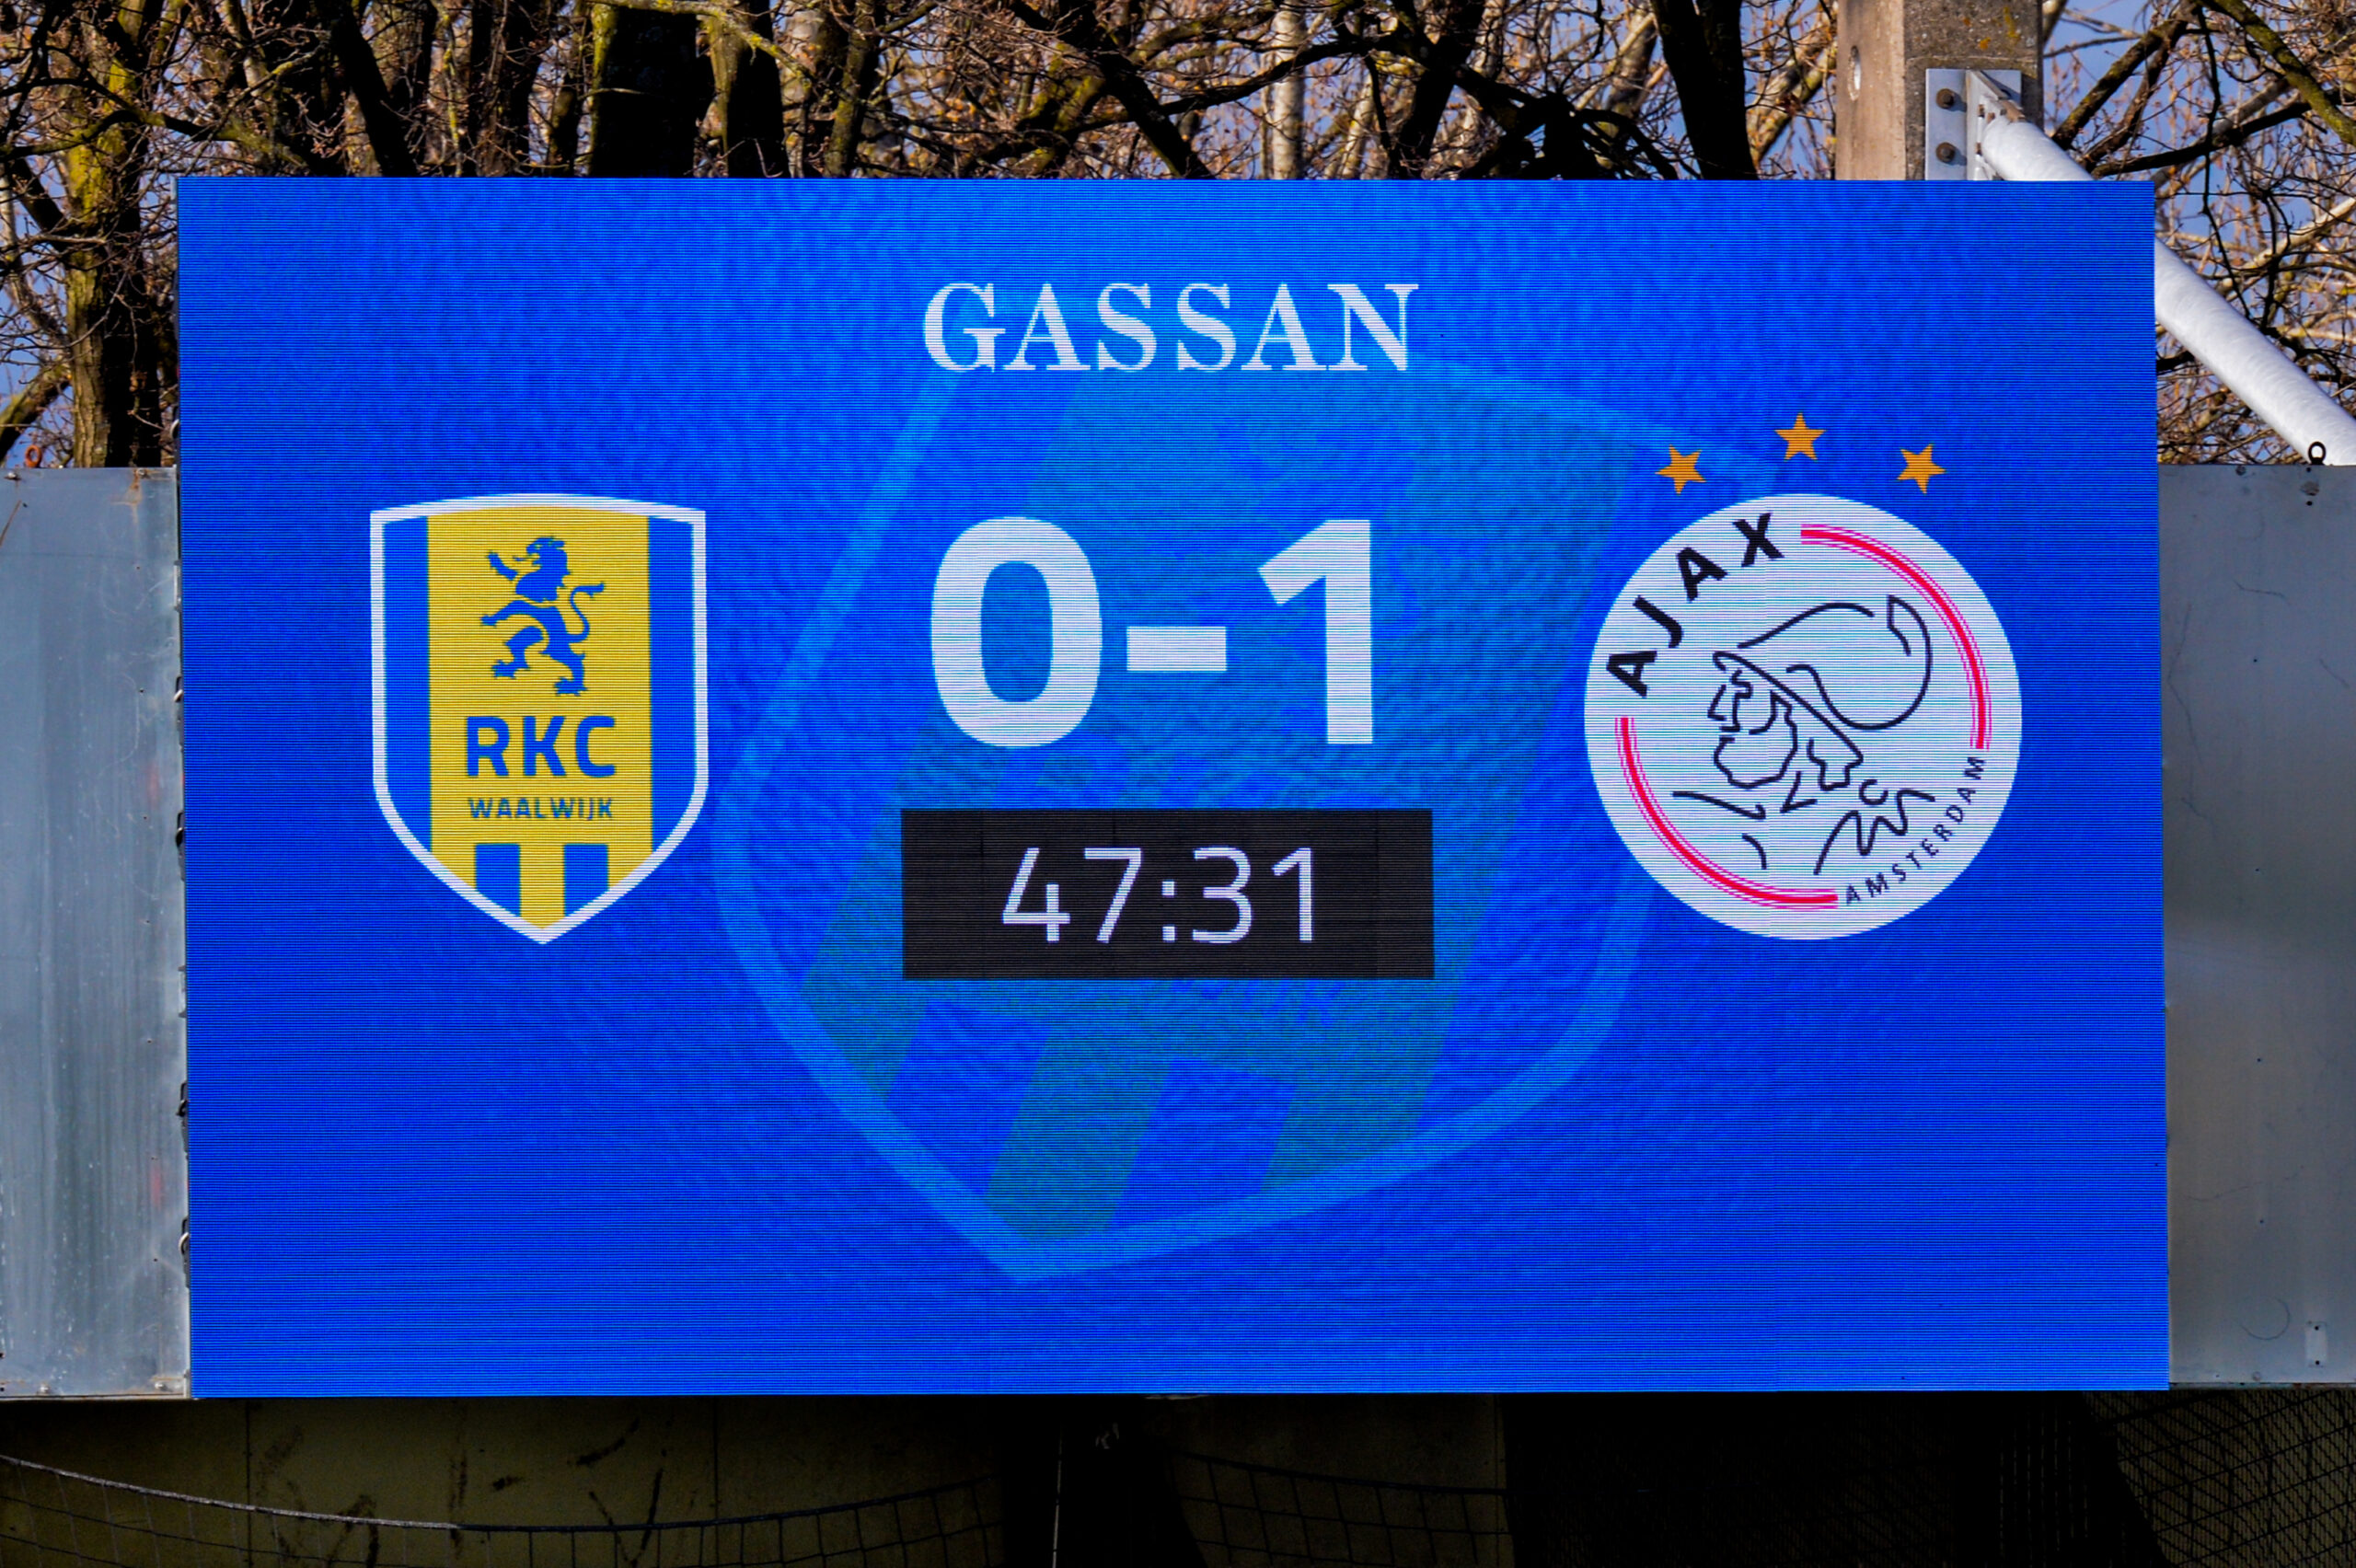 GASSAN
0-1
RKC
WAALWIJK
AJAX
AMSTERDAM
47:31